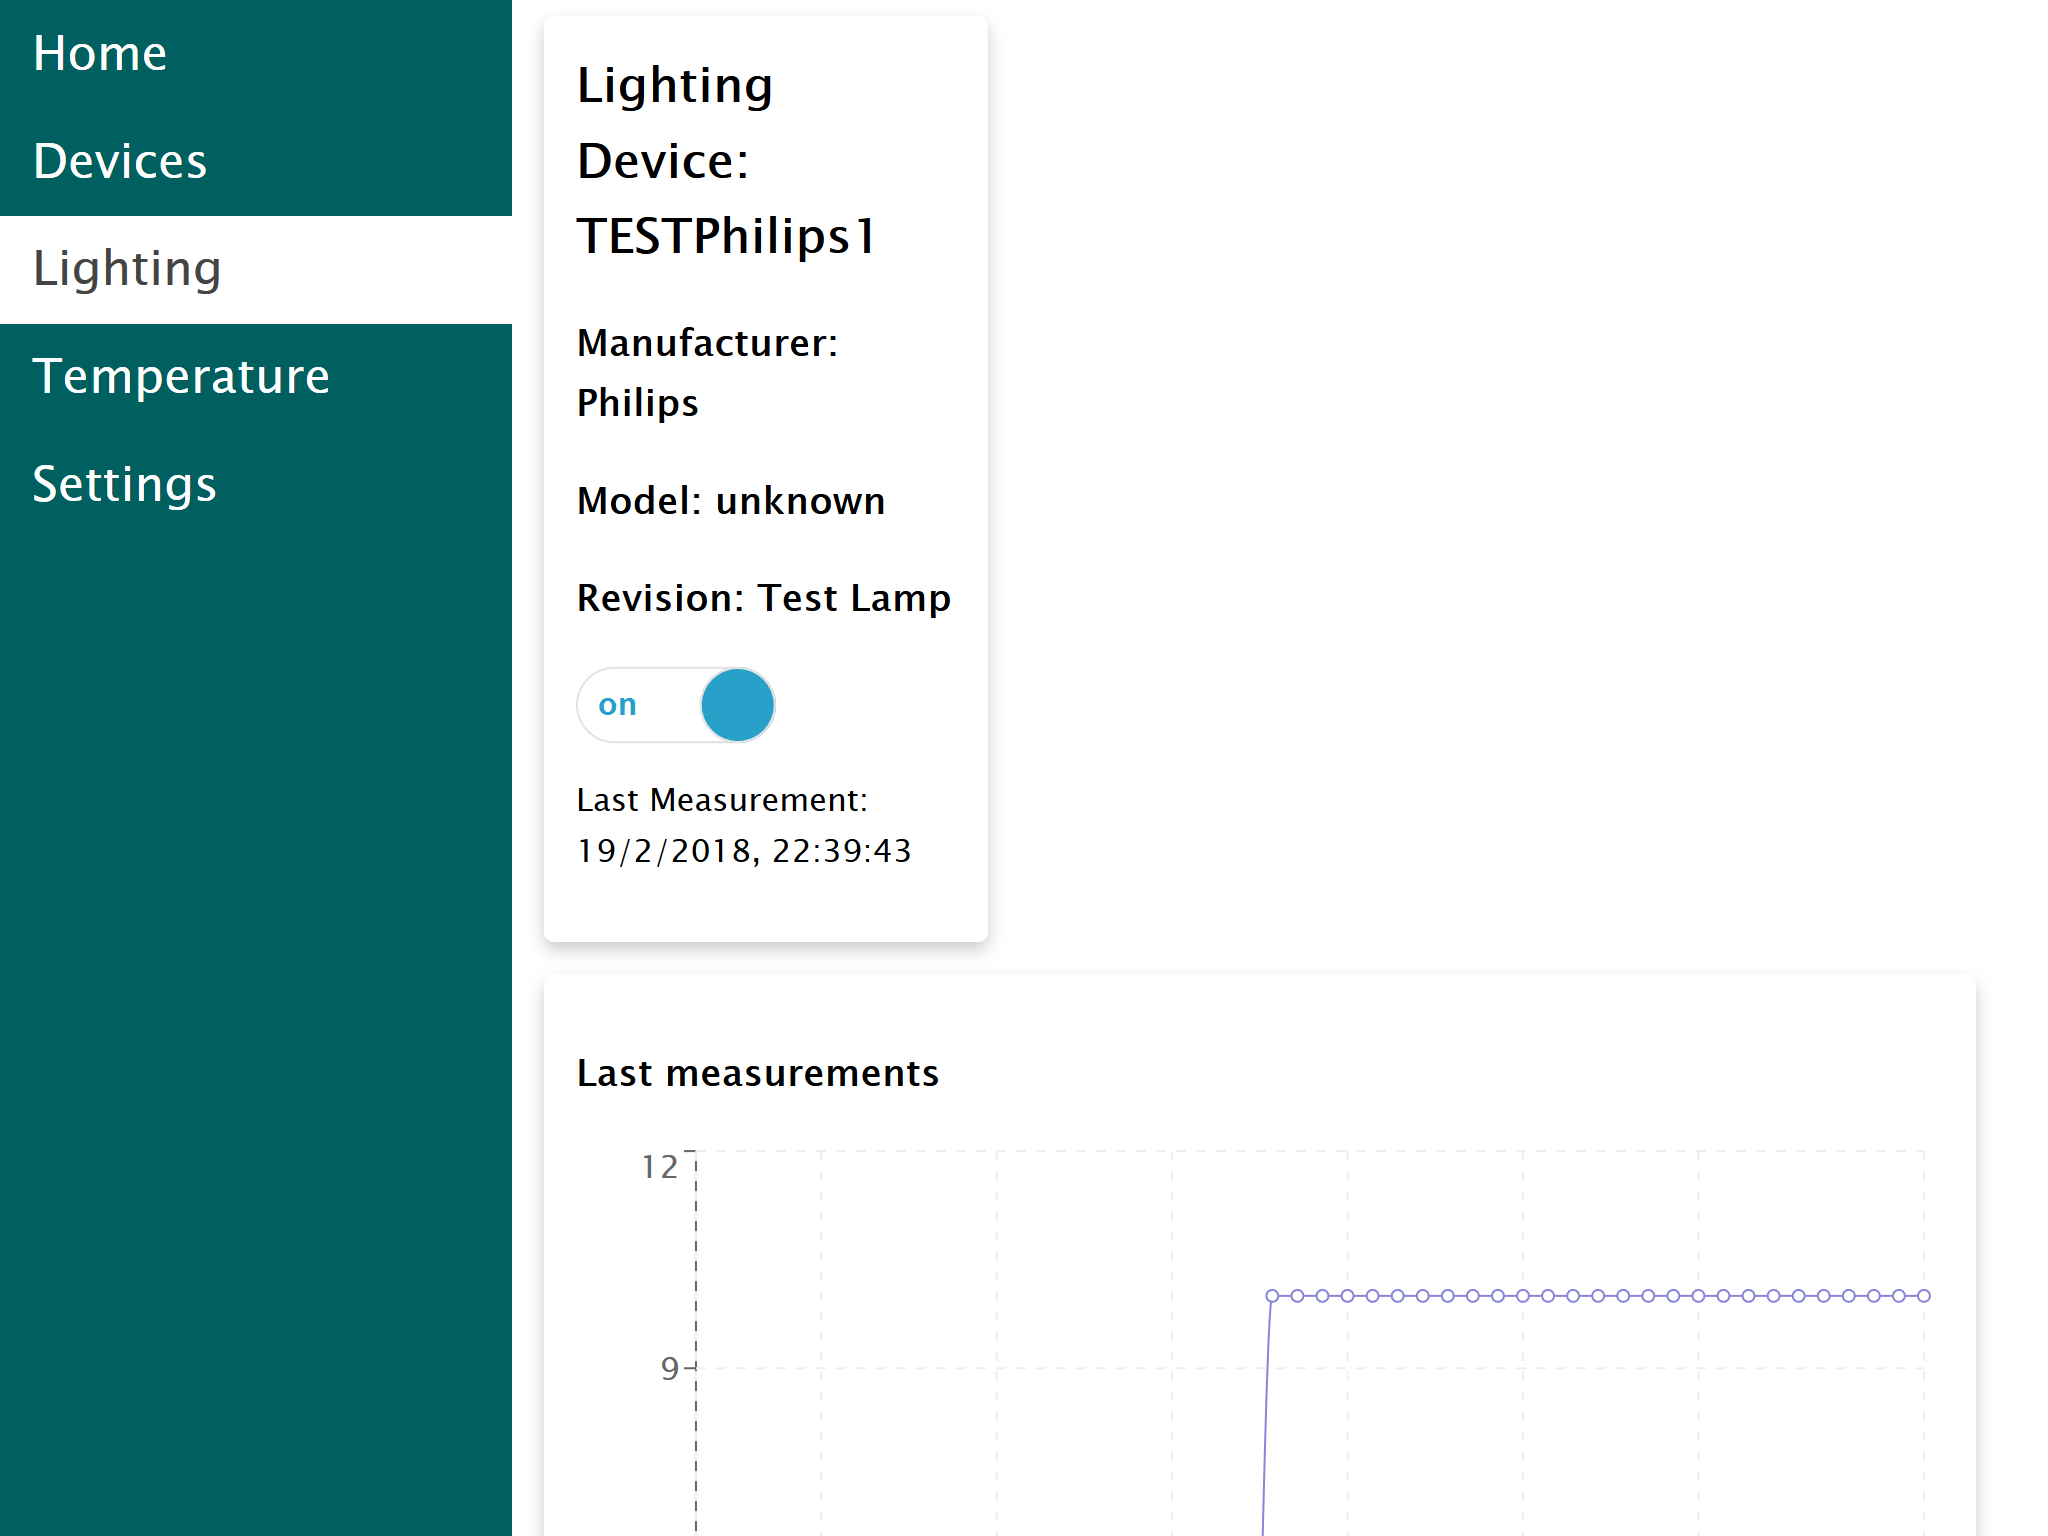 Home
Devices
Lighting
Temperature
Settings
Lighting
Device:
TESTPhilips1
Manufacturer:
Philips
Model: unknown
Revision: Test Lamp
on
Last Measurement:
19/2/2018, 22:39:43
Last measurements
12
9